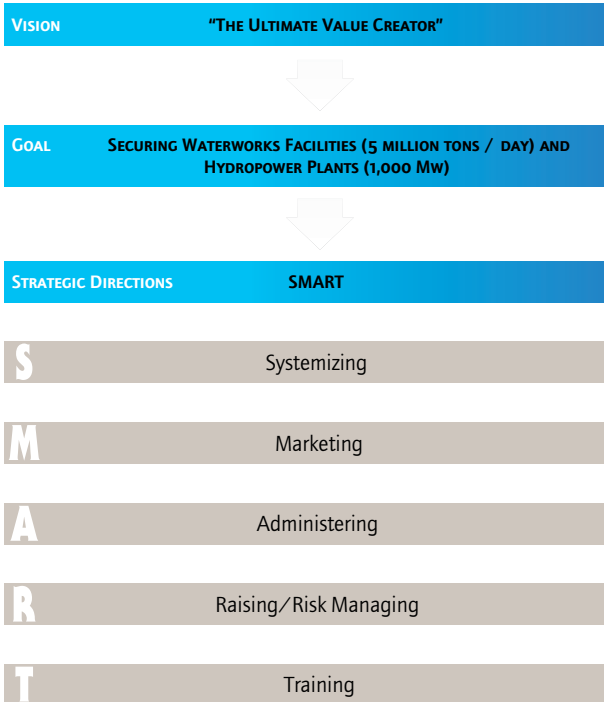 Vision "The Ultimate Value Creator"
Goal Securing Waterworks Facilities (5 million tons / day) and
Hydropower Plants (1,000 Mw)
Strategic Directions SMART
S Systemizing
M Marketing
A Administering
R Raising/Risk Managing
T Training